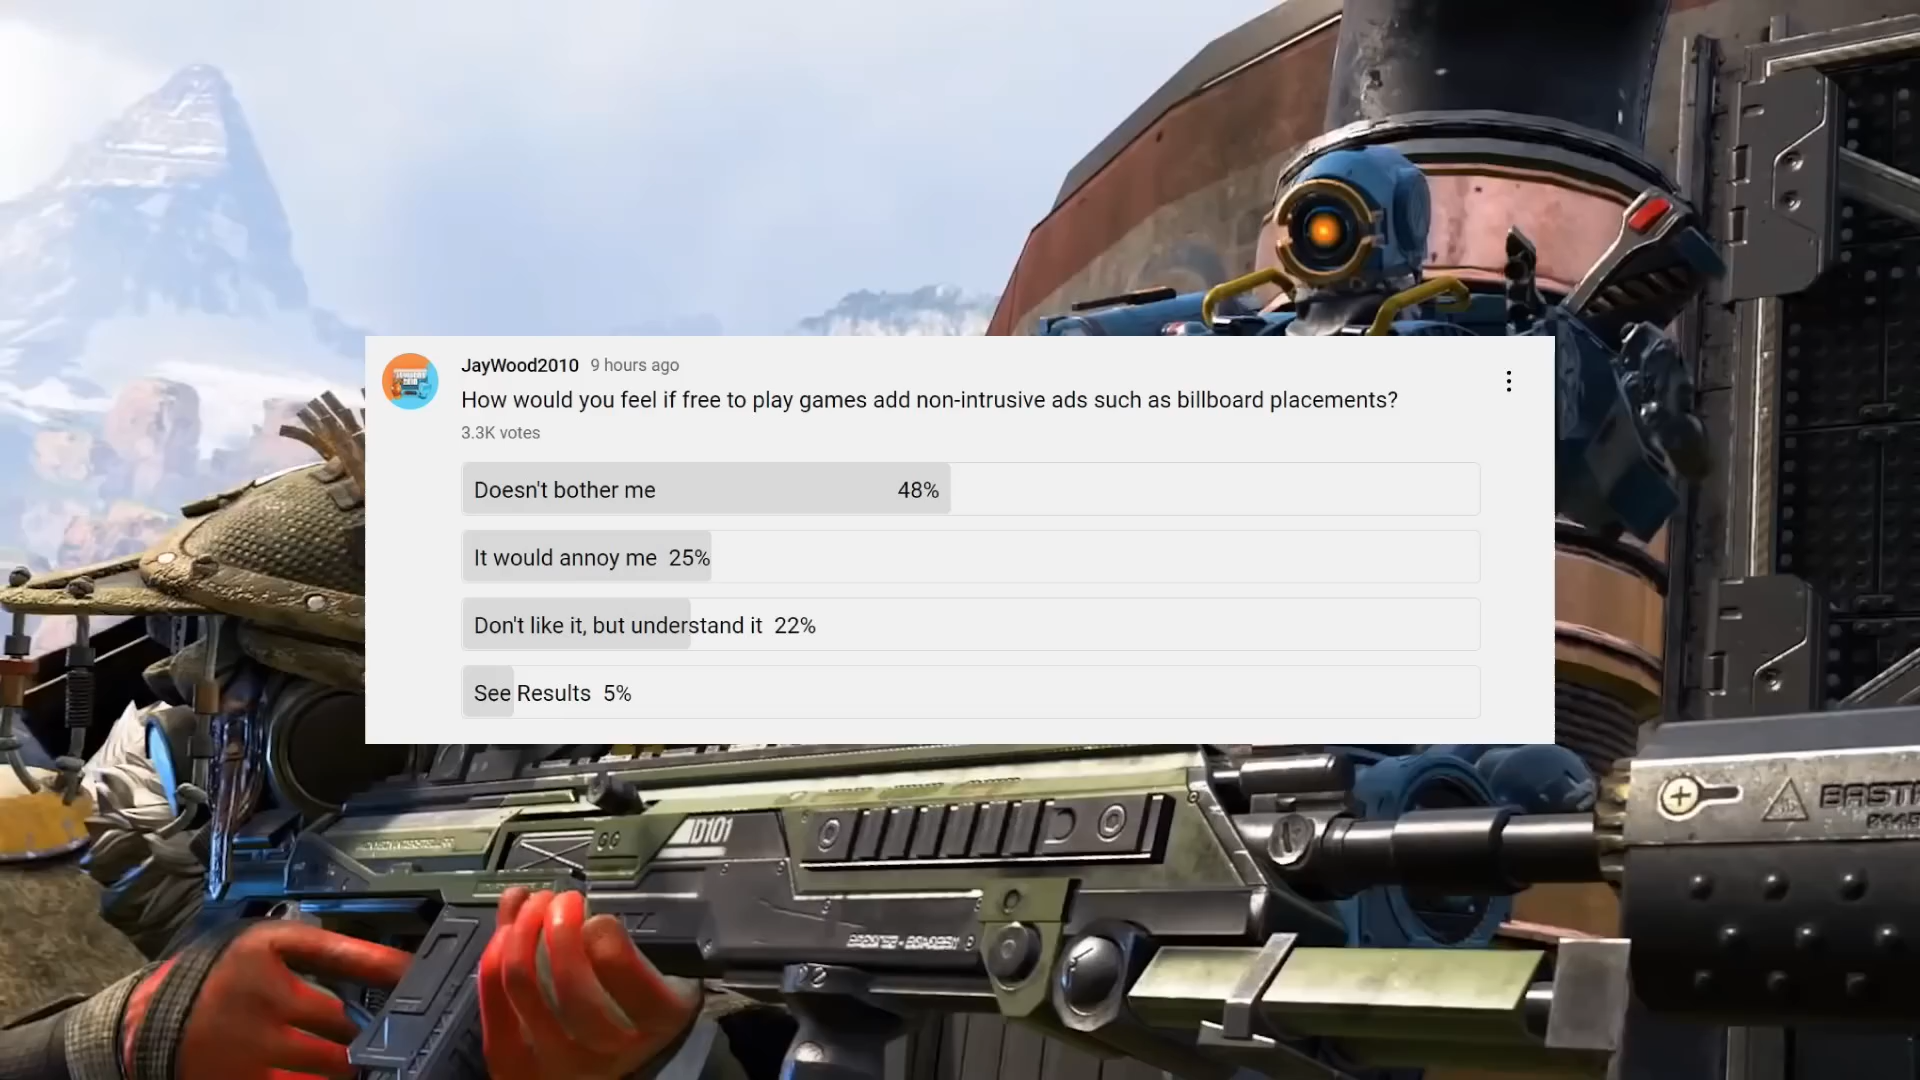 JayWood2010 9 hours ago
How would you feel if free to play games add non-intrusive ads such as billboard placements?
3.3K votes
Doesn't bother me 48%
It would annoy me 25%
Don't like it, but understand it 22%
See Results 5%
D101